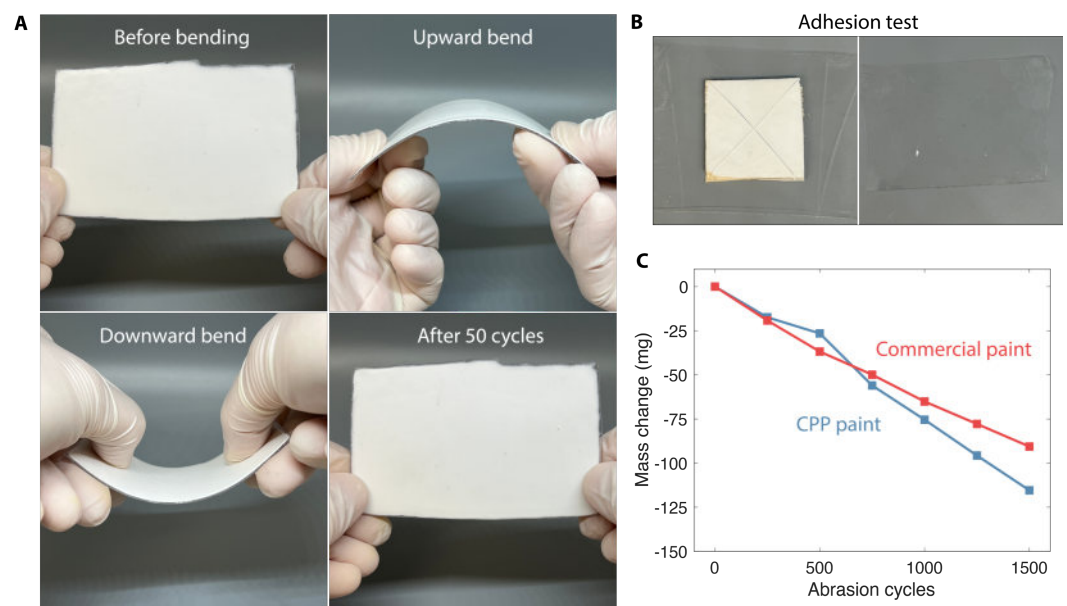 A
Before bending
Upward bend
Downward bend
After 50 cycles
B
Adhesion test
C
0
-25
-50
-75
-100
-125
-150
Mass change (mg)
Commercial paint
CPP paint
0
500
1000
1500
Abrasion cycles